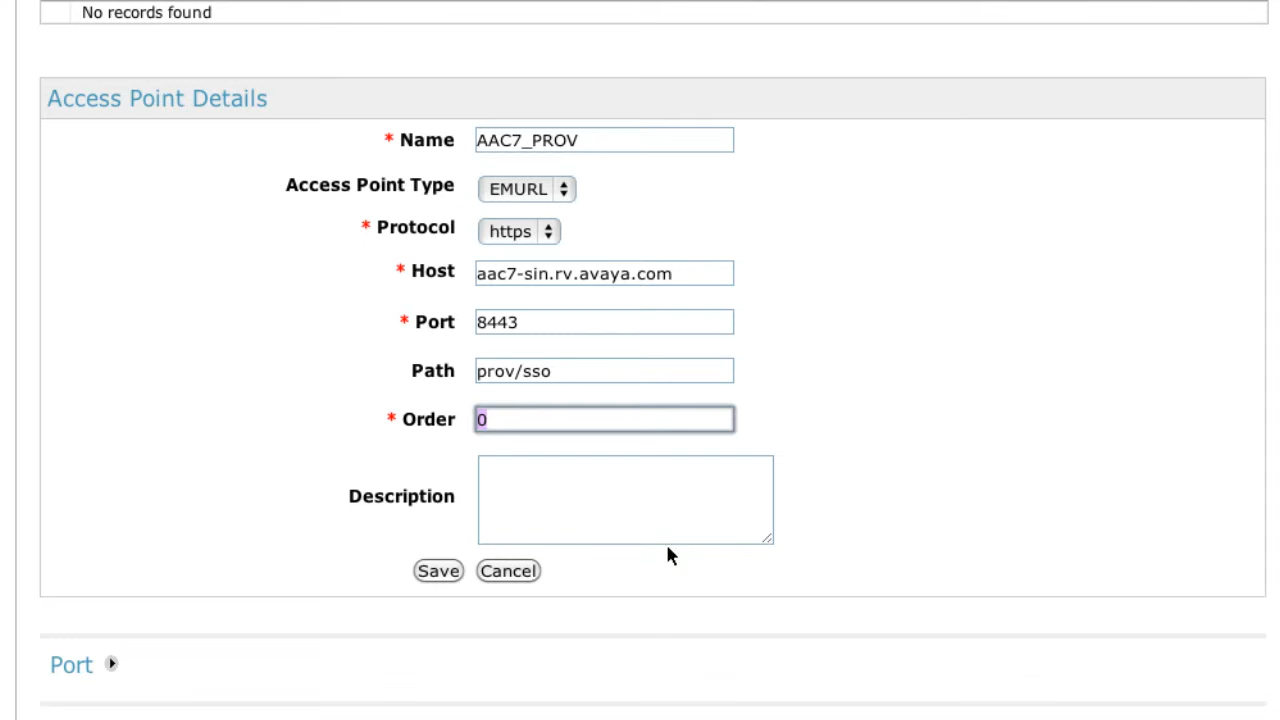 No records found
Access Point Details
* Name AAC7_PROV
Access Point Type EMURL
* Protocol https
* Host aac7-sin.rv.avaya.com
* Port 8443
Path prov/sso
* Order 0
Description
Save Cancel
Port